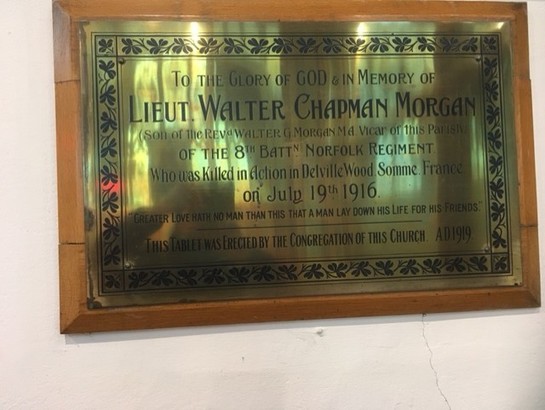 TO THE GLORY OF GOD & IN MEMORY OF
LIEUT. WALTER CHAPMAN MORGAN
(SON of the REVD WALTER G. MORGAN M.A. Vicar of this Parish)
OF THE 8TH BATTN NORFOLK REGIMENT.
Who was Killed in Action in Delville Wood. Somme. France.
on July 19th 1916.
"GREATER LOVE HATH NO MAN THAN THIS THAT A MAN LAY DOWN HIS LIFE FOR HIS FRIENDS."
THIS TABLET WAS ERECTED BY THE CONGREGATION OF THIS CHURCH. A.D 1919.